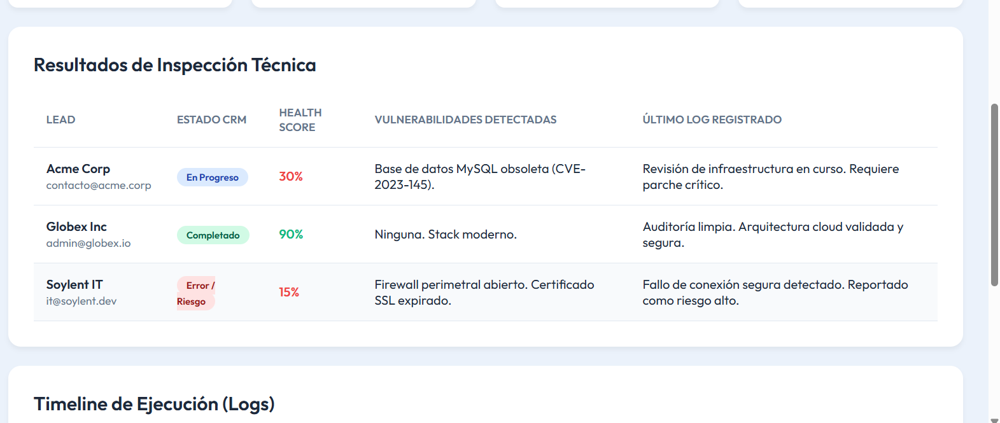 Resultados de Inspección Técnica
LEAD
ESTADO CRM
HEALTH
SCORE
VULNERABILIDADES DETECTADAS
ÚLTIMO LOG REGISTRADO
Acme Corp
contacto@acme.corp
En Progreso
30%
Base de datos MySQL obsoleta (CVE-
2023-145).
Revisión de infraestructura en curso. Requiere
parche crítico.
Globex Inc
admin@globex.io
Completado
90%
Ninguna. Stack moderno.
Auditoría limpia. Arquitectura cloud validada y
segura.
Soylent IT
it@soylent.dev
Error /
Riesgo
15%
Firewall perimetral abierto. Certificado
SSL expirado.
Fallo de conexión segura detectado. Reportado
como riesgo alto.
Timeline de Ejecución (Logs)